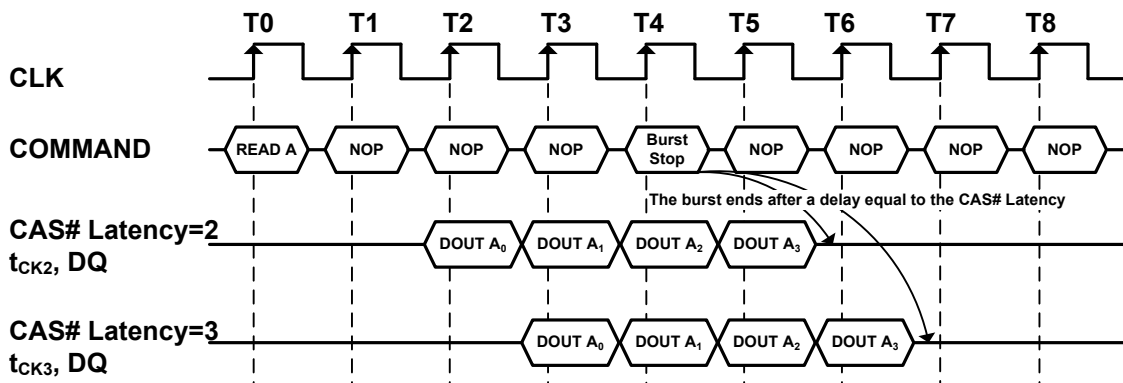 T0 T1 T2 T3 T4 T5 T6 T7 T8
CLK
COMMAND READ A NOP NOP NOP Burst Stop NOP NOP NOP NOP
The burst ends after a delay equal to the CAS# Latency
CAS# Latency=2
tCK2, DQ
DOUT A0 DOUT A1 DOUT A2 DOUT A3
CAS# Latency=3
tCK3, DQ
DOUT A0 DOUT A1 DOUT A2 DOUT A3